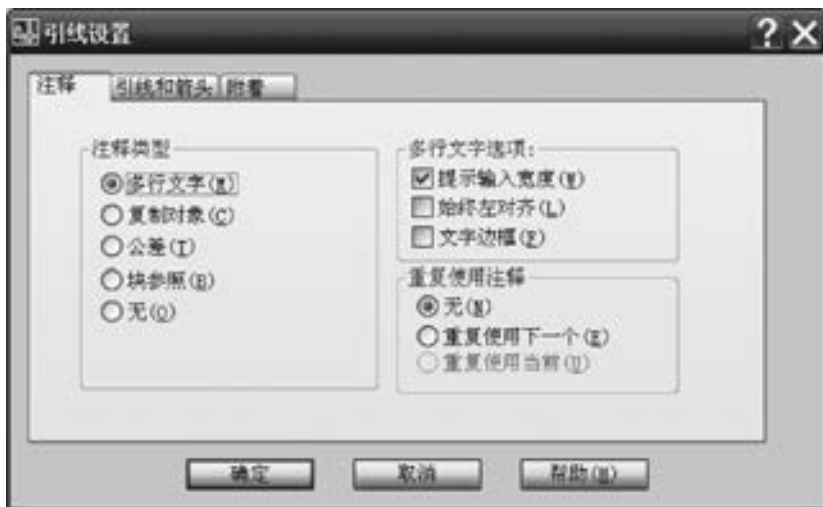 引线设置
注释 引线和箭头 附着
注释类型
多行文字(M)
复制对象(C)
公差(T)
块参照(B)
无(O)
多行文字选项:
提示输入宽度(W)
始终左对齐(L)
文字边框(F)
重复使用注释
无(N)
重复使用下一个(E)
重复使用当前(U)
确定 取消 帮助(H)